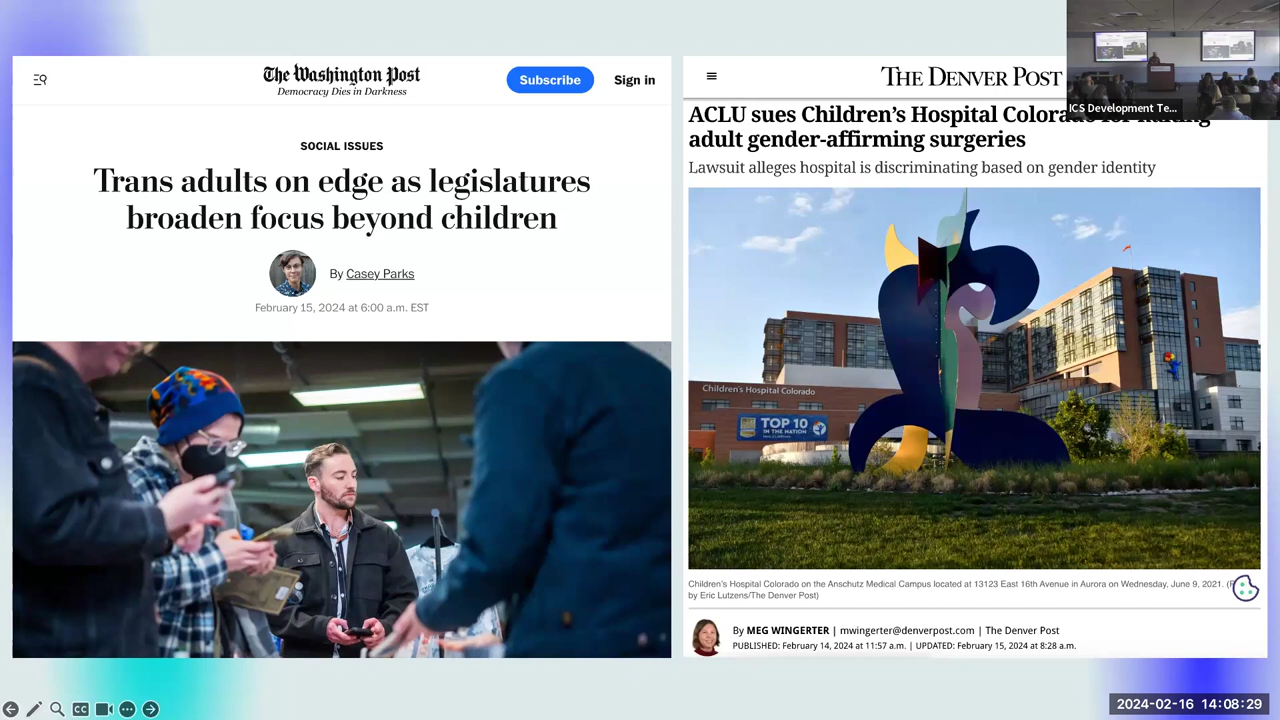 The Washington Post
Democracy Dies in Darkness
Subscribe
Sign in
SOCIAL ISSUES
Trans adults on edge as legislatures
broaden focus beyond children
By Casey Parks
February 15, 2024 at 6:00 a.m. EST
THE DENVER POST
ICS Development Te...
ACLU sues Children's Hospital Colorado for halting
adult gender-affirming surgeries
Lawsuit alleges hospital is discriminating based on gender identity
Children's Hospital Colorado
TOP 10
IN THE NATION
Children's Hospital Colorado on the Anschutz Medical Campus located at 13123 East 16th Avenue in Aurora on Wednesday, June 9, 2021.
by Eric Lutzens/The Denver Post)
By MEG WINGERTER | mwingerter@denverpost.com | The Denver Post
PUBLISHED: February 14, 2024 at 11:57 a.m. | UPDATED: February 15, 2024 at 8:28 a.m.
CC
2024-02-16 14:08:29